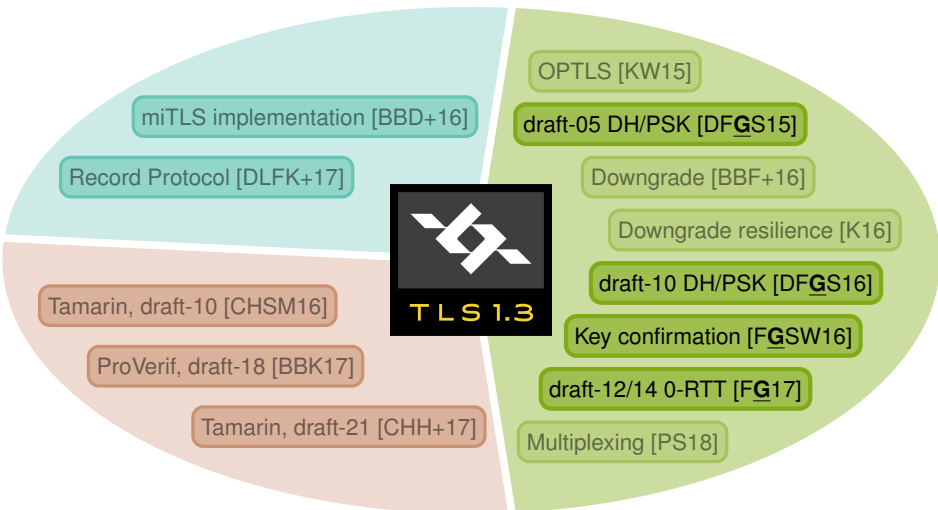 miTLS implementation [BBD+16]
Record Protocol [DLFK+17]
Tamarin, draft-10 [CHSM16]
ProVerif, draft-18 [BBK17]
Tamarin, draft-21 [CHH+17]
TLS 1.3
OPTLS [KW15]
draft-05 DH/PSK [DFGS15]
Downgrade [BBF+16]
Downgrade resilience [K16]
draft-10 DH/PSK [DFGS16]
Key confirmation [FGSW16]
draft-12/14 0-RTT [FG17]
Multiplexing [PS18]